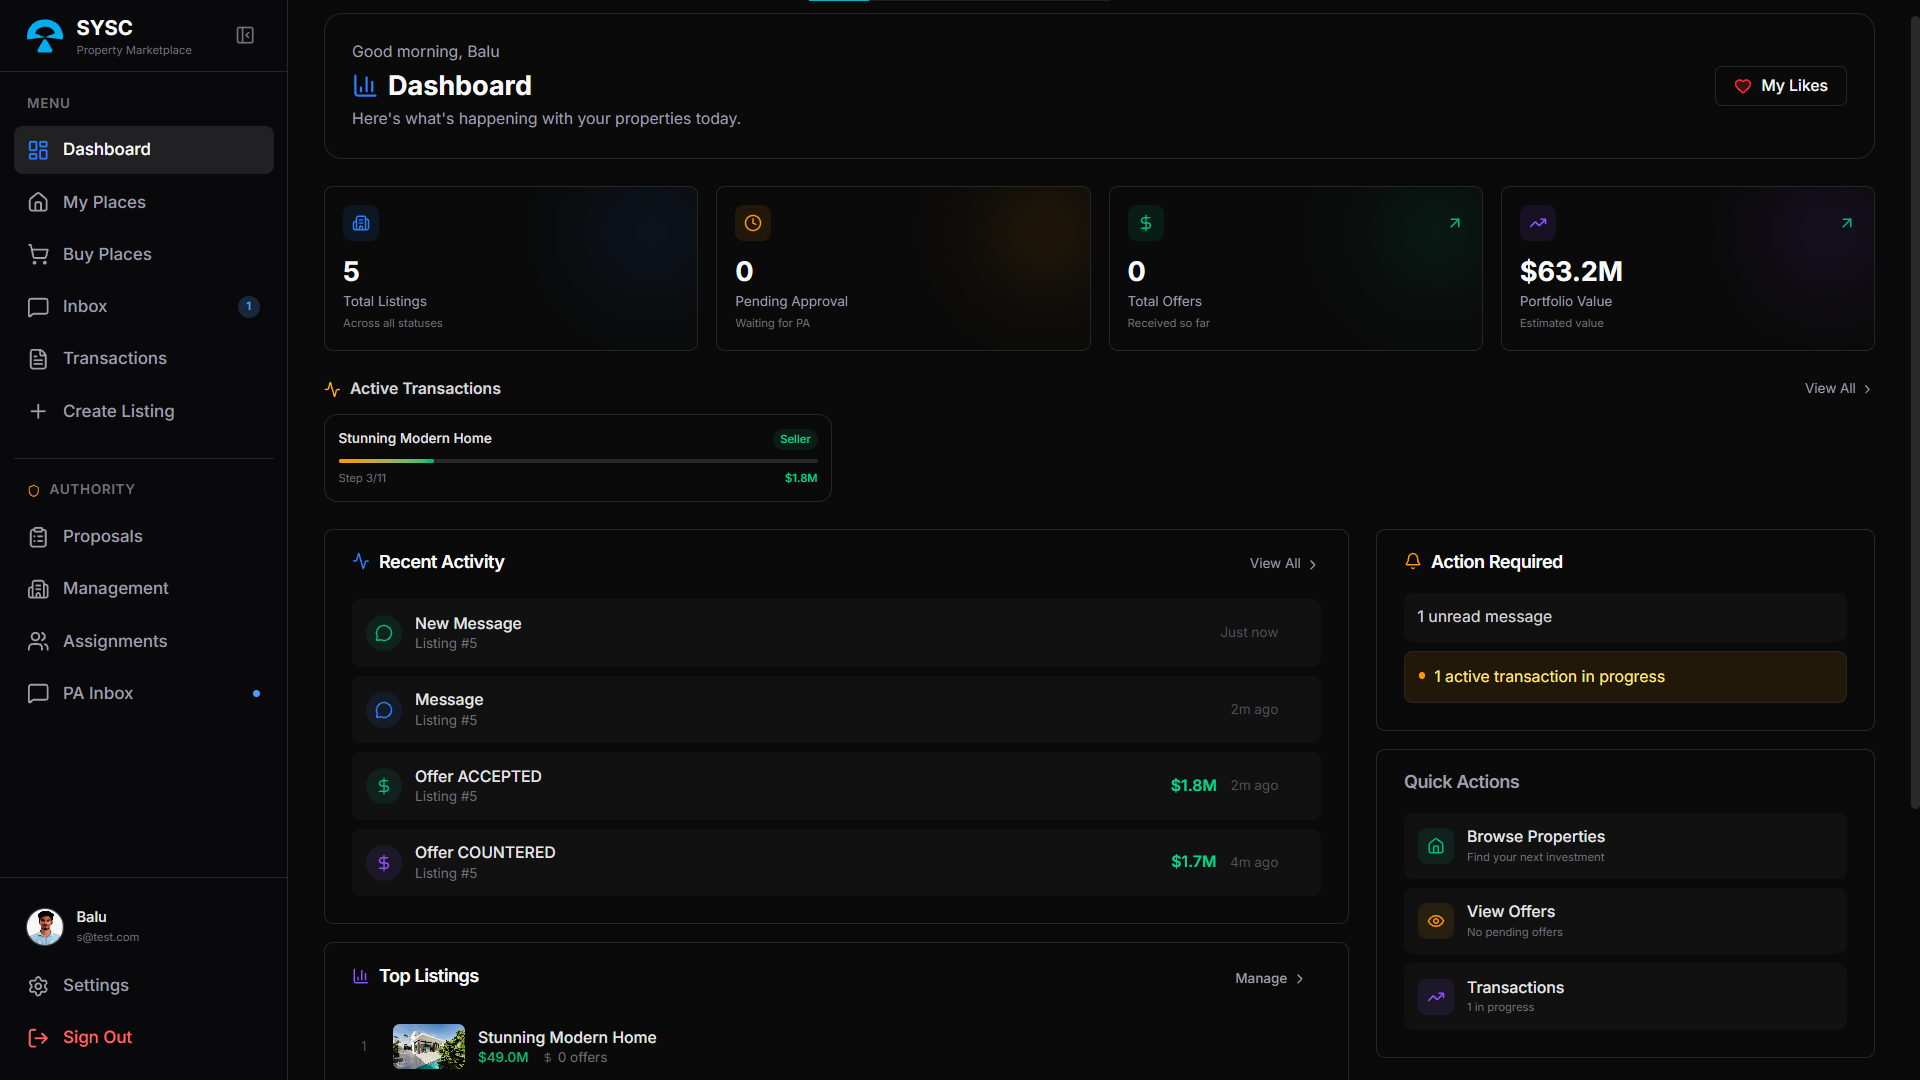 SYSC
Property Marketplace
MENU
Dashboard
My Places
Buy Places
Inbox
1
Transactions
Create Listing
AUTHORITY
Proposals
Management
Assignments
PA Inbox
Balu
s@test.com
Settings
Sign Out
Good morning, Balu
Dashboard
Here's what's happening with your properties today.
My Likes
5
Total Listings
Across all statuses
0
Pending Approval
Waiting for PA
0
Total Offers
Received so far
$63.2M
Portfolio Value
Estimated value
Active Transactions
View All
Stunning Modern Home
Seller
Step 3/11
$1.8M
Recent Activity
View All
New Message
Listing #5
Just now
Message
Listing #5
2m ago
Offer ACCEPTED
Listing #5
$1.8M 2m ago
Offer COUNTERED
Listing #5
$1.7M 4m ago
Top Listings
Manage
1
Stunning Modern Home
$49.0M $ 0 offers
Action Required
1 unread message
1 active transaction in progress
Quick Actions
Browse Properties
Find your next investment
View Offers
No pending offers
Transactions
1 in progress